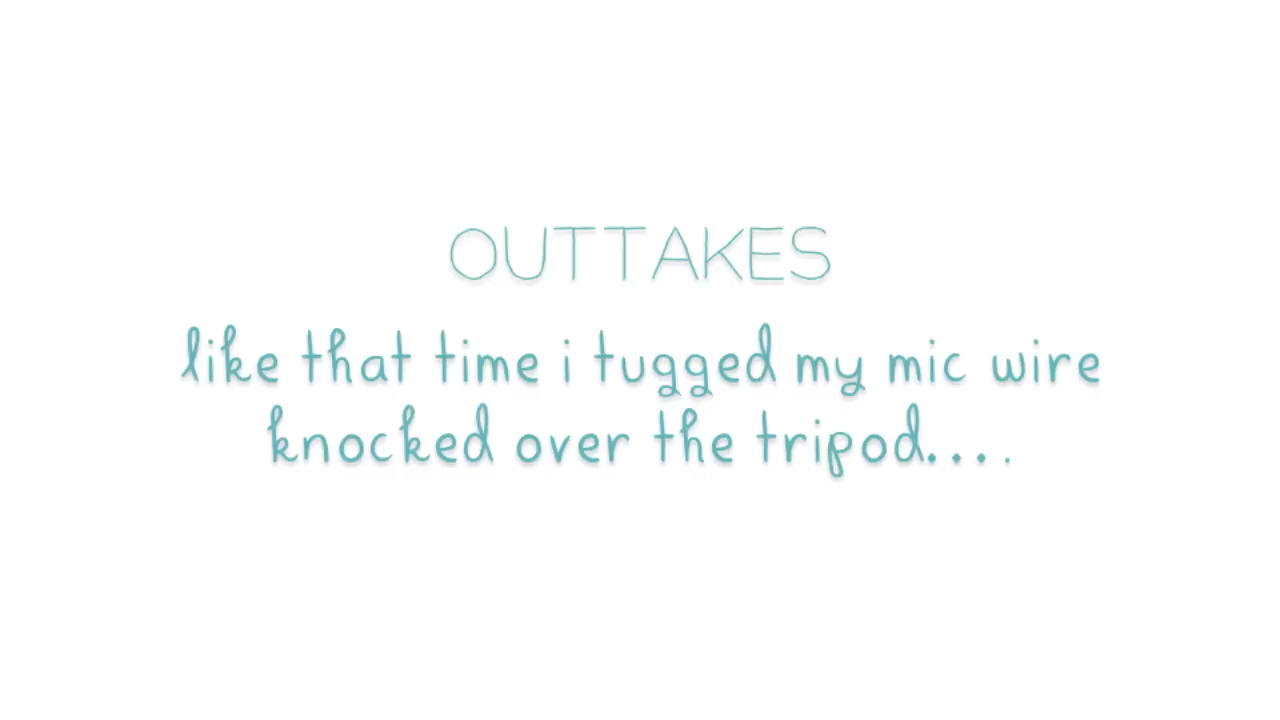 OUTTAKES
like that time i tugged my mic wire
knocked over the tripod....